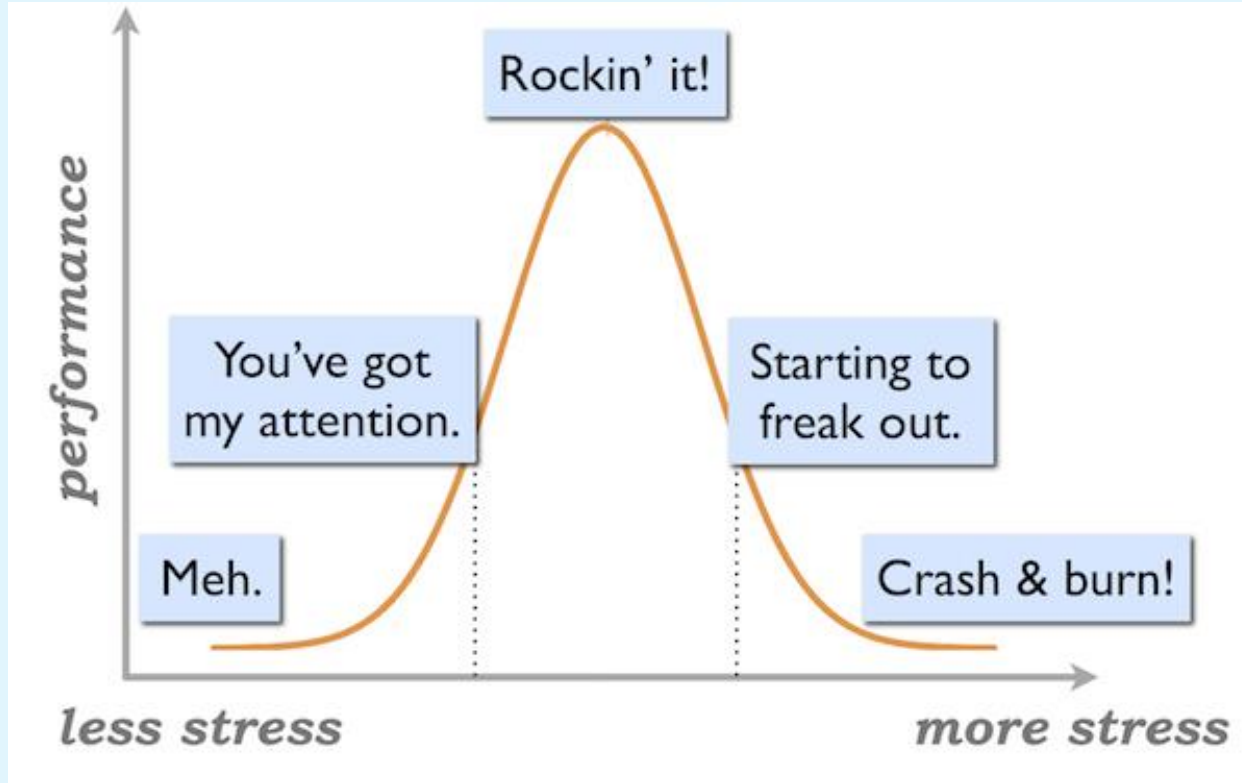 Rockin' it!
performance
You've got
my attention.
Starting to
freak out.
Meh.
Crash & burn!
less stress
more stress